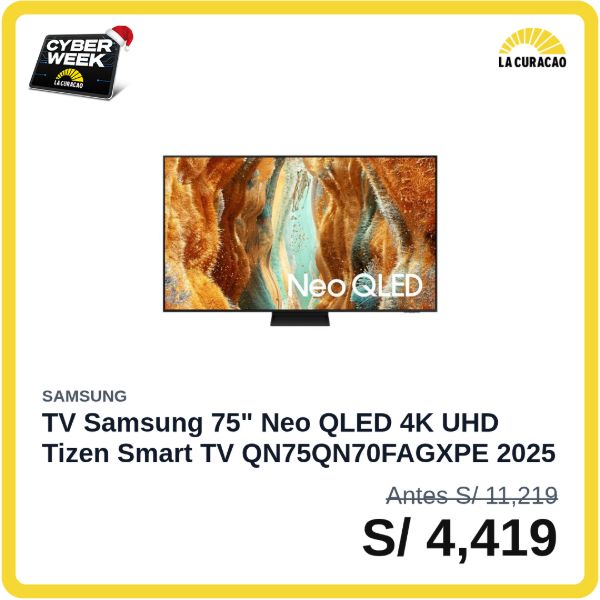 CYBER
WEEK
LA CURACAO
LA CURACAO
Neo QLED
SAMSUNG
TV Samsung 75" Neo QLED 4K UHD
Tizen Smart TV QN75QN70FAGXPE 2025
Antes S/ 11,219
S/ 4,419